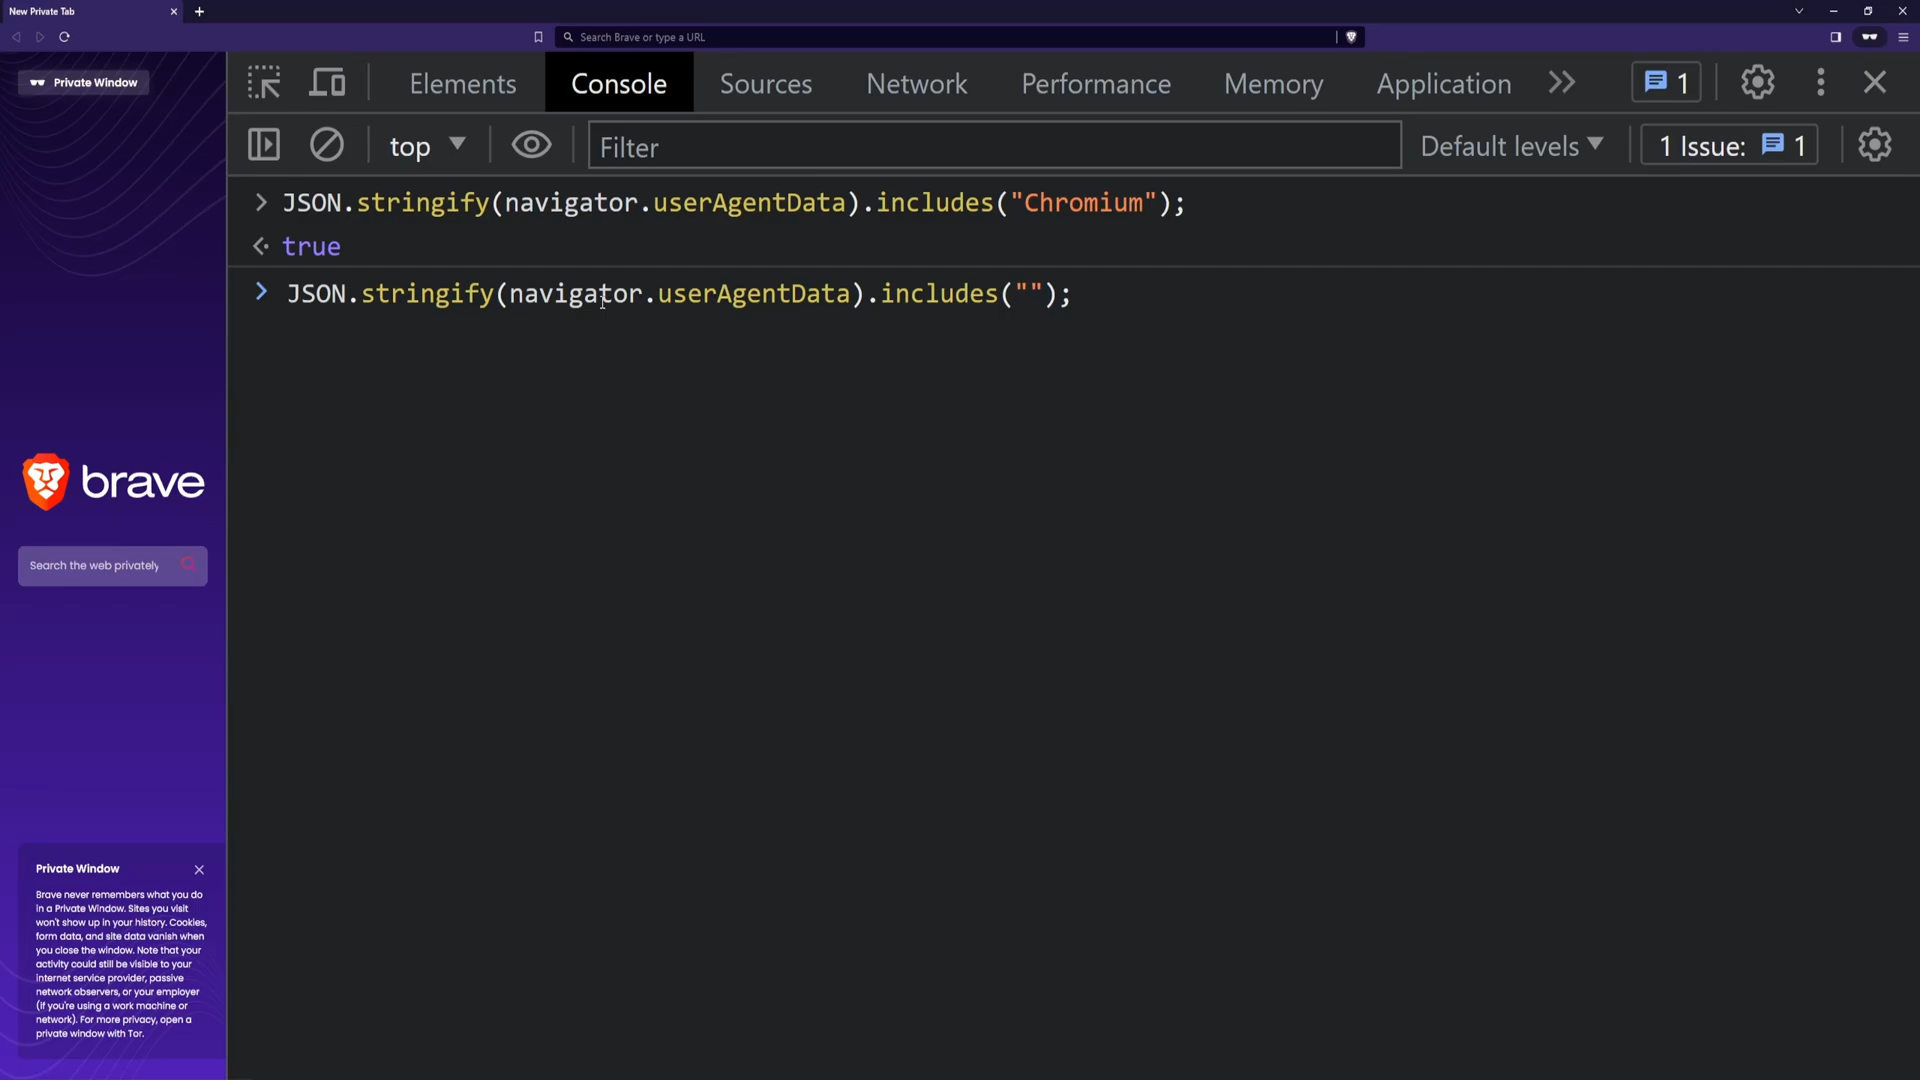 New Private Tab
Search Brave or type a URL
Private Window
Elements Console Sources Network Performance Memory Application 1
top Filter Default levels 1 Issue: 1
JSON.stringify(navigator.userAgentData).includes("Chromium");
true
JSON.stringify(navigator.userAgentData).includes("");
brave
Search the web privately
Private Window
Brave never remembers what you do
in a Private Window. Sites you visit
won't show up in your history. Cookies,
form data, and site data vanish when
you close the window. Note that your
activity could still be visible to your
internet service provider, passive
network observers, or your employer
(if you're using a work machine or
network). For more privacy, open a
private window with Tor.